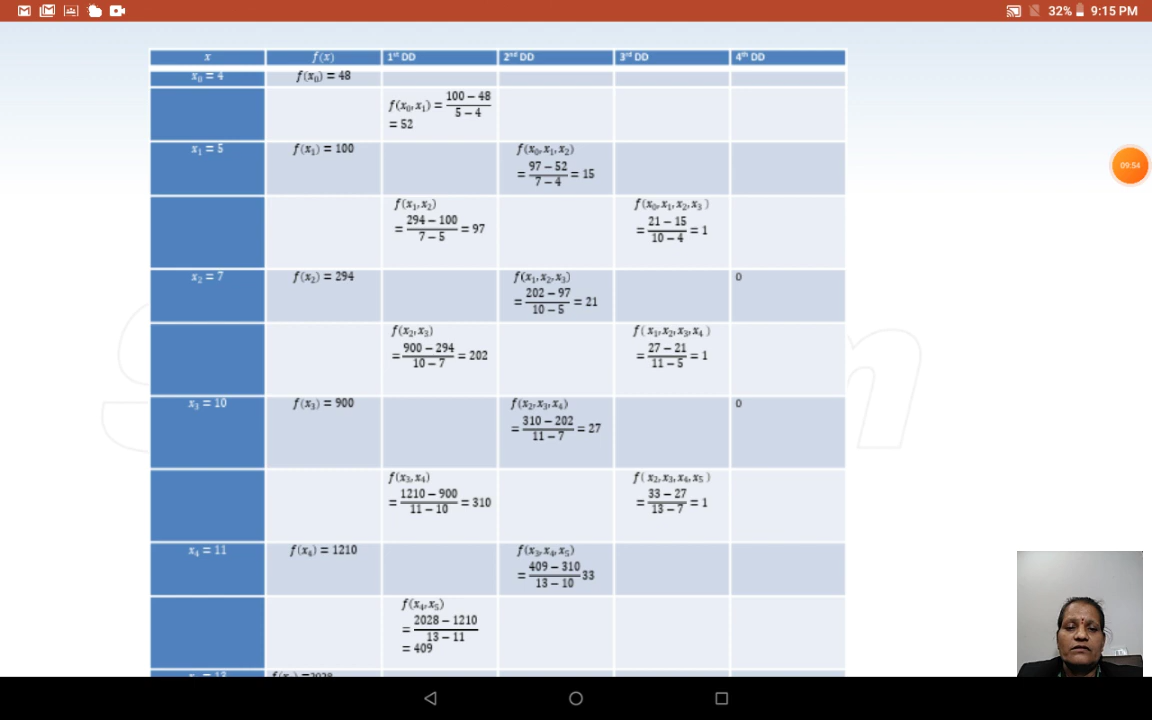 32% 9:15 PM
x f(x) 1st DD 2nd DD 3rd DD 4th DD
x₀ = 4 f(x₀) = 48
f(x₀,x₁) = (100 − 48)/(5 − 4)
= 52
x₁ = 5 f(x₁) = 100 f(x₀,x₁,x₂)
= (97 − 52)/(7 − 4) = 15
f(x₁,x₂) f(x₀,x₁,x₂,x₃)
= (294 − 100)/(7 − 5) = 97 = (21 − 15)/(10 − 4) = 1
x₂ = 7 f(x₂) = 294 f(x₁,x₂,x₃) 0
= (202 − 97)/(10 − 5) = 21
f(x₂,x₃) f(x₁,x₂,x₃,x₄)
= (900 − 294)/(10 − 7) = 202 = (27 − 21)/(11 − 5) = 1
x₃ = 10 f(x₃) = 900 f(x₂,x₃,x₄) 0
= (310 − 202)/(11 − 7) = 27
f(x₃,x₄) f(x₂,x₃,x₄,x₅)
= (1210 − 900)/(11 − 10) = 310 = (33 − 27)/(13 − 7) = 1
x₄ = 11 f(x₄) = 1210 f(x₃,x₄,x₅)
= (409 − 310)/(13 − 10) 33
f(x₄,x₅)
= (2028 − 1210)/(13 − 11)
= 409
09:54